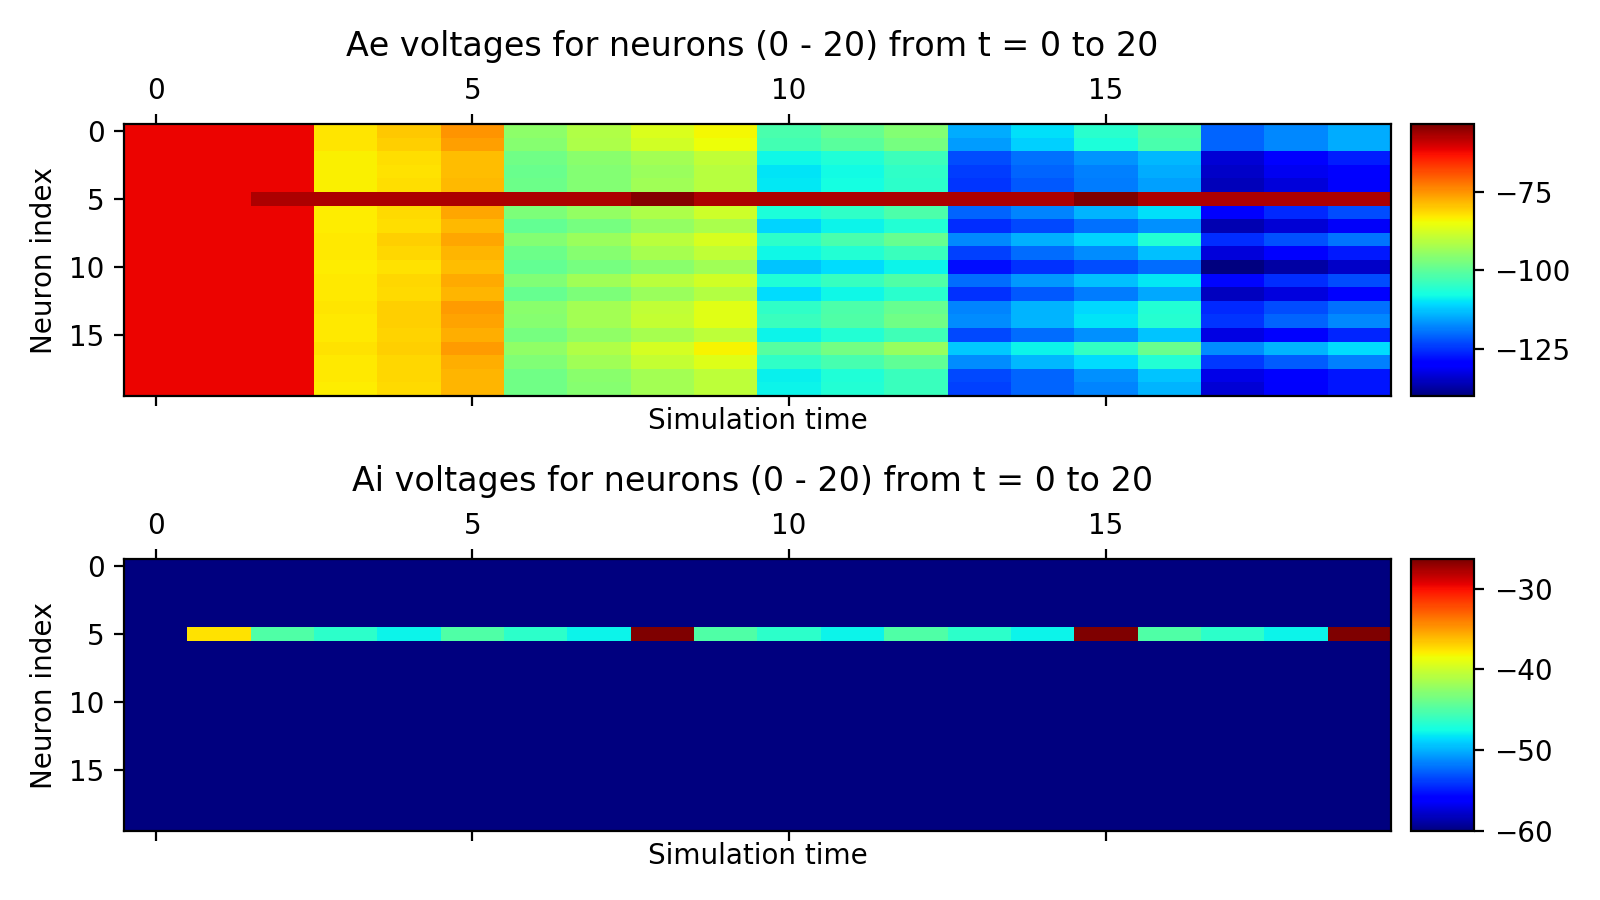 Ae voltages for neurons (0 - 20) from t = 0 to 20
0 5 10 15
Neuron index
0
5
10
15
−75
−100
−125
Simulation time
Ai voltages for neurons (0 - 20) from t = 0 to 20
0 5 10 15
Neuron index
0
5
10
15
−30
−40
−50
−60
Simulation time